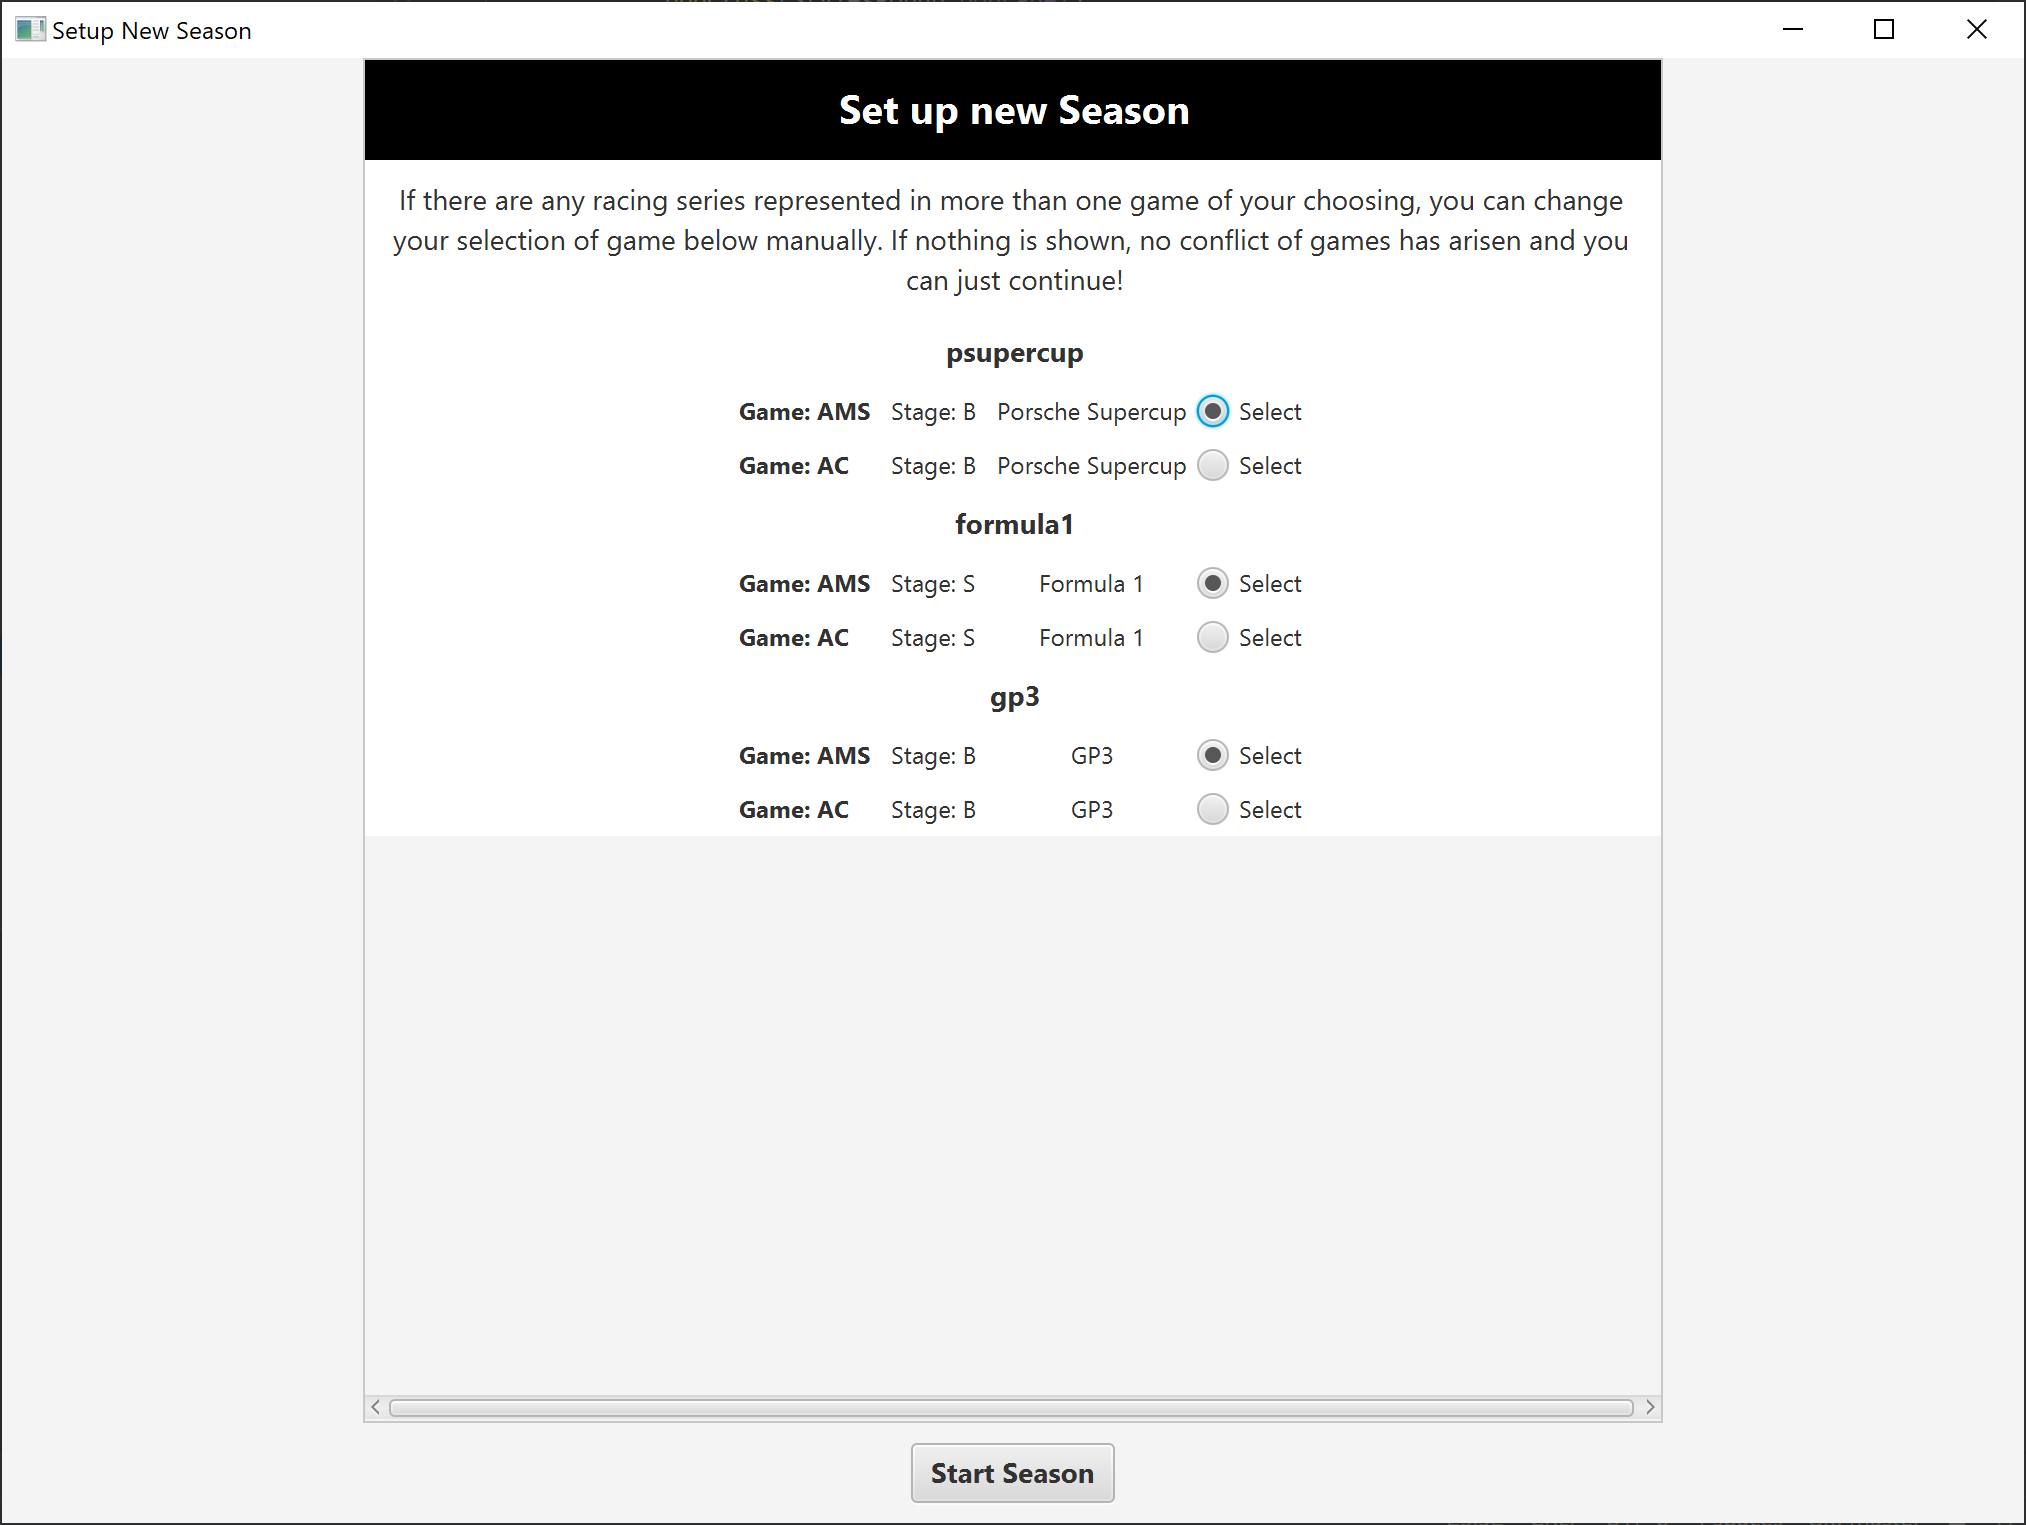 Setup New Season
Set up new Season
If there are any racing series represented in more than one game of your choosing, you can change
your selection of game below manually. If nothing is shown, no conflict of games has arisen and you
can just continue!
psupercup
Game: AMS Stage: B Porsche Supercup Select
Game: AC Stage: B Porsche Supercup Select
formula1
Game: AMS Stage: S Formula 1 Select
Game: AC Stage: S Formula 1 Select
gp3
Game: AMS Stage: B GP3 Select
Game: AC Stage: B GP3 Select
Start Season